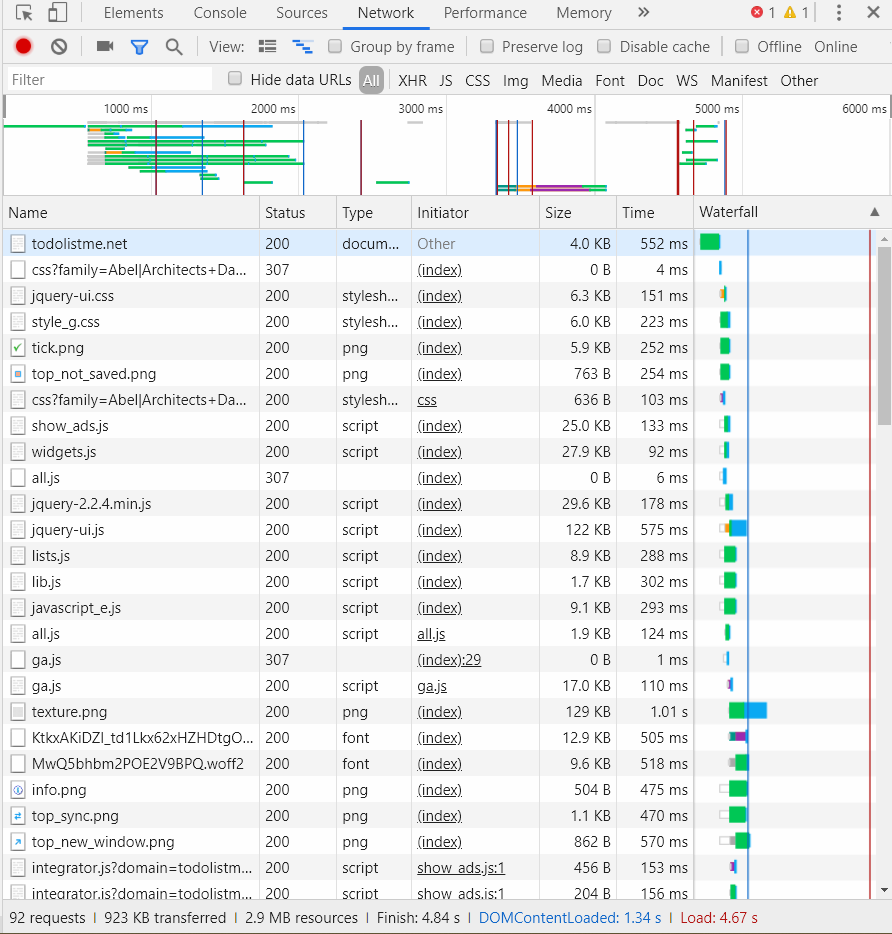 Elements Console Sources Network Performance Memory » 1 1
View: Group by frame Preserve log Disable cache Offline Online
Filter Hide data URLs All XHR JS CSS Img Media Font Doc WS Manifest Other
1000 ms 2000 ms 3000 ms 4000 ms 5000 ms 6000 ms
Name Status Type Initiator Size Time Waterfall
todolistme.net 200 docum... Other 4.0 KB 552 ms
css?family=Abel|Architects+Da... 307 (index) 0 B 4 ms
jquery-ui.css 200 stylesh... (index) 6.3 KB 151 ms
style_g.css 200 stylesh... (index) 6.0 KB 223 ms
tick.png 200 png (index) 5.9 KB 252 ms
top_not_saved.png 200 png (index) 763 B 254 ms
css?family=Abel|Architects+Da... 200 stylesh... css 636 B 103 ms
show_ads.js 200 script (index) 25.0 KB 133 ms
widgets.js 200 script (index) 27.9 KB 92 ms
all.js 307 (index) 0 B 6 ms
jquery-2.2.4.min.js 200 script (index) 29.6 KB 178 ms
jquery-ui.js 200 script (index) 122 KB 575 ms
lists.js 200 script (index) 8.9 KB 288 ms
lib.js 200 script (index) 1.7 KB 302 ms
javascript_e.js 200 script (index) 9.1 KB 293 ms
all.js 200 script all.js 1.9 KB 124 ms
ga.js 307 (index):29 0 B 1 ms
ga.js 200 script ga.js 17.0 KB 110 ms
texture.png 200 png (index) 129 KB 1.01 s
KtkxAKiDZI_td1Lkx62xHZHDtgO... 200 font (index) 12.9 KB 505 ms
MwQ5bhbm2POE2V9BPQ.woff2 200 font (index) 9.6 KB 518 ms
info.png 200 png (index) 504 B 475 ms
top_sync.png 200 png (index) 1.1 KB 470 ms
top_new_window.png 200 png (index) 862 B 570 ms
integrator.js?domain=todolistm... 200 script show_ads.js:1 456 B 153 ms
integrator.js?domain=todolistm... 200 script show_ads.js:1 204 B 156 ms
92 requests 923 KB transferred 2.9 MB resources Finish: 4.84 s DOMContentLoaded: 1.34 s Load: 4.67 s